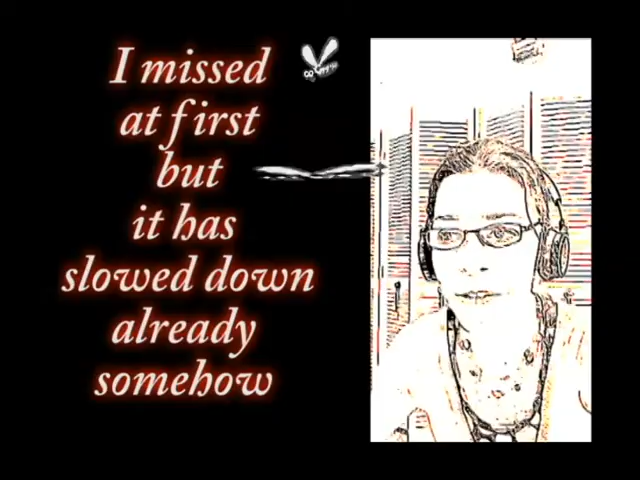 I missed
at first
but
it has
slowed down
already
somehow